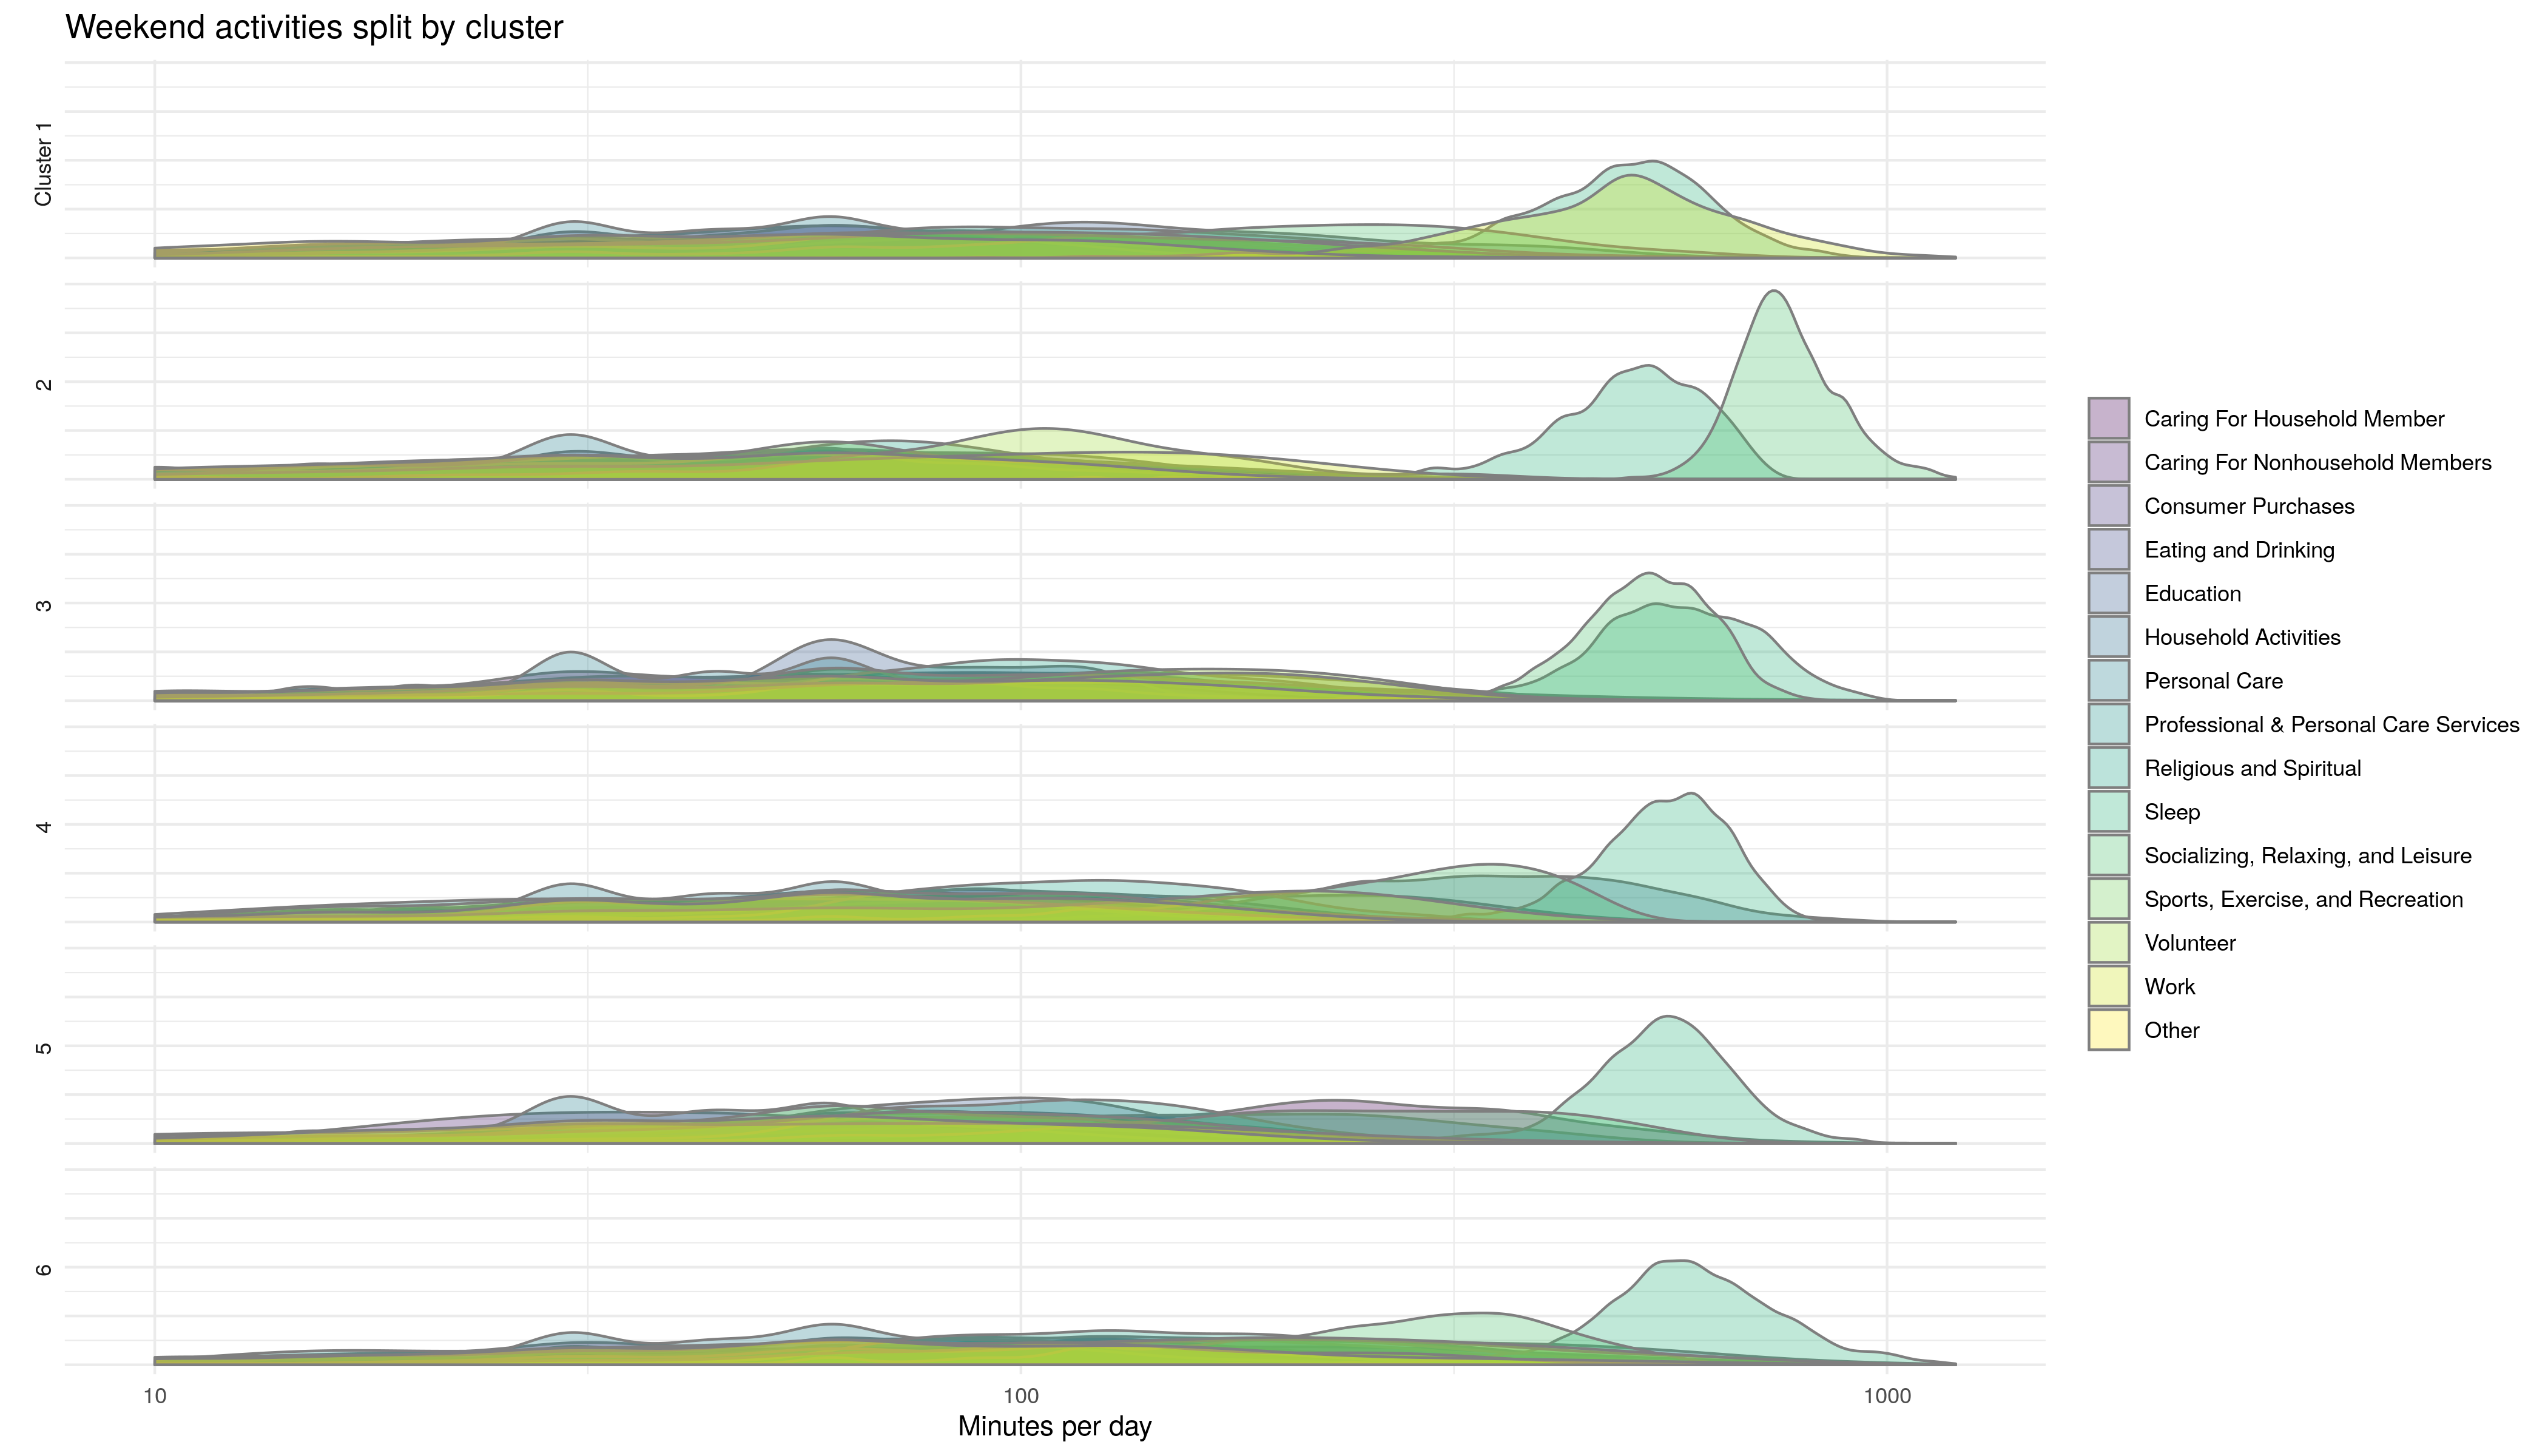 Weekend activities split by cluster
Cluster 1
2
3
4
5
6
10
100
1000
Minutes per day
Caring For Household Member
Caring For Nonhousehold Members
Consumer Purchases
Eating and Drinking
Education
Household Activities
Personal Care
Professional & Personal Care Services
Religious and Spiritual
Sleep
Socializing, Relaxing, and Leisure
Sports, Exercise, and Recreation
Volunteer
Work
Other